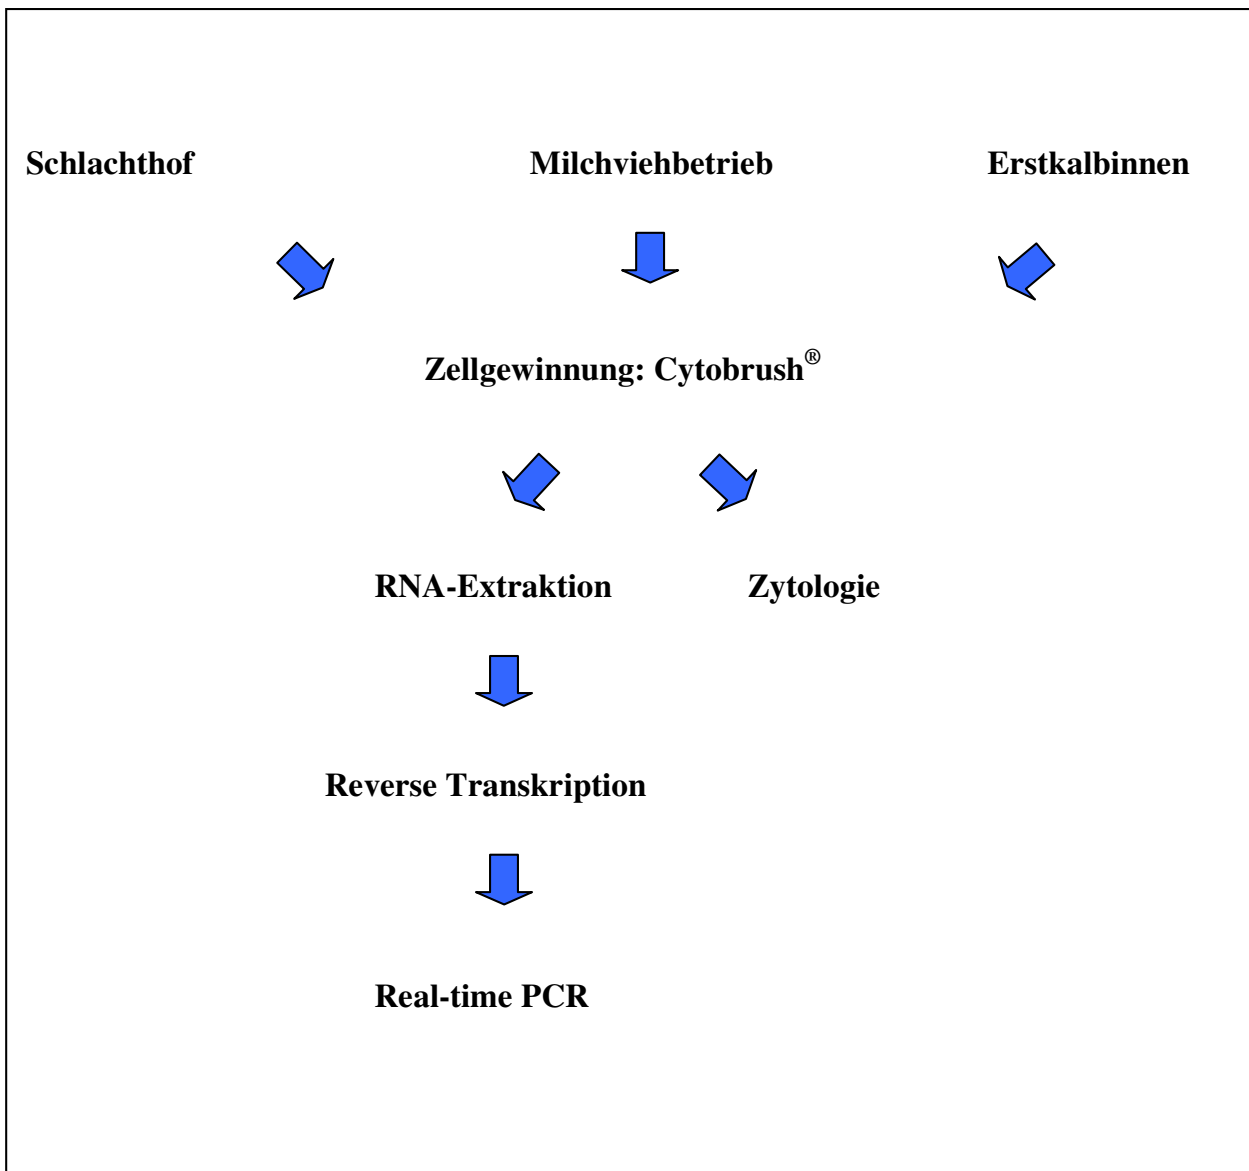 Schlachthof Milchviehbetrieb Erstkalbinnen
Zellgewinnung: Cytobrush®
RNA-Extraktion Zytologie
Reverse Transkription
Real-time PCR